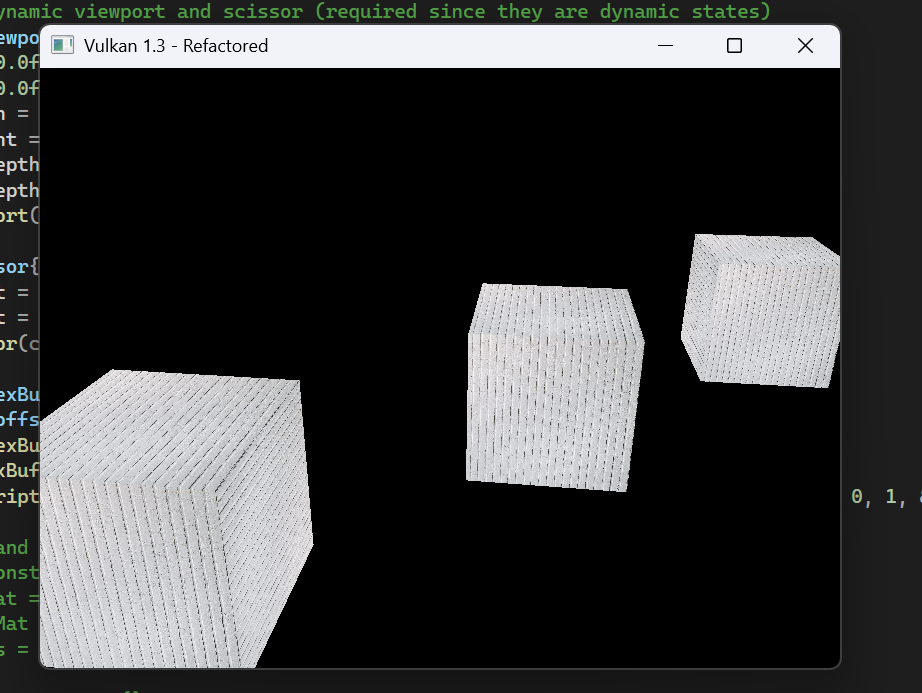 ynamic viewport and scissor (required since they are dynamic states)
Vulkan 1.3 - Refactored
ewpo
0.0f
0.0f
n =
nt =
epth
epth
ort(
sor{
t =
t =
or(c
exBu
offs
exBu
xBuf
ript 0, 1,
and
onst
at =
Mat
s =